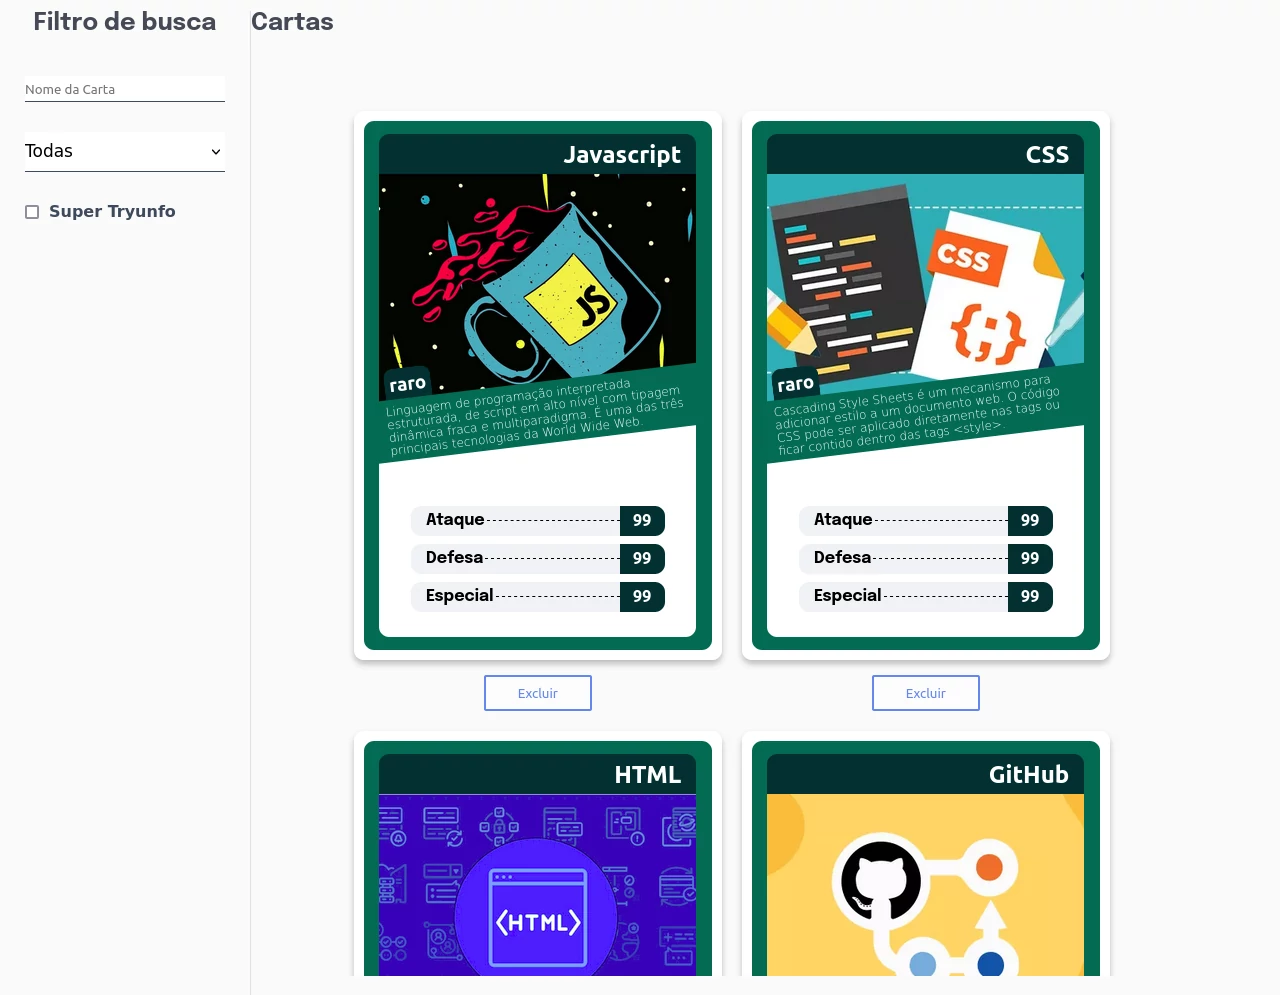 Filtro de busca
Nome da Carta
Todas
Super Tryunfo
Cartas
Javascript
JS
raro
Linguagem de programação interpretada
estruturada, de script em alto nível com tipagem
dinâmica fraca e multiparadigma. É uma das três
principais tecnologias da World Wide Web.
Ataque 99
Defesa 99
Especial 99
Excluir
CSS
CSS
{;}
raro
Cascading Style Sheets é um mecanismo para
adicionar estilo a um documento web. O código
CSS pode ser aplicado diretamente nas tags ou
ficar contido dentro das tags <style>.
Ataque 99
Defesa 99
Especial 99
Excluir
HTML
<HTML>
GitHub